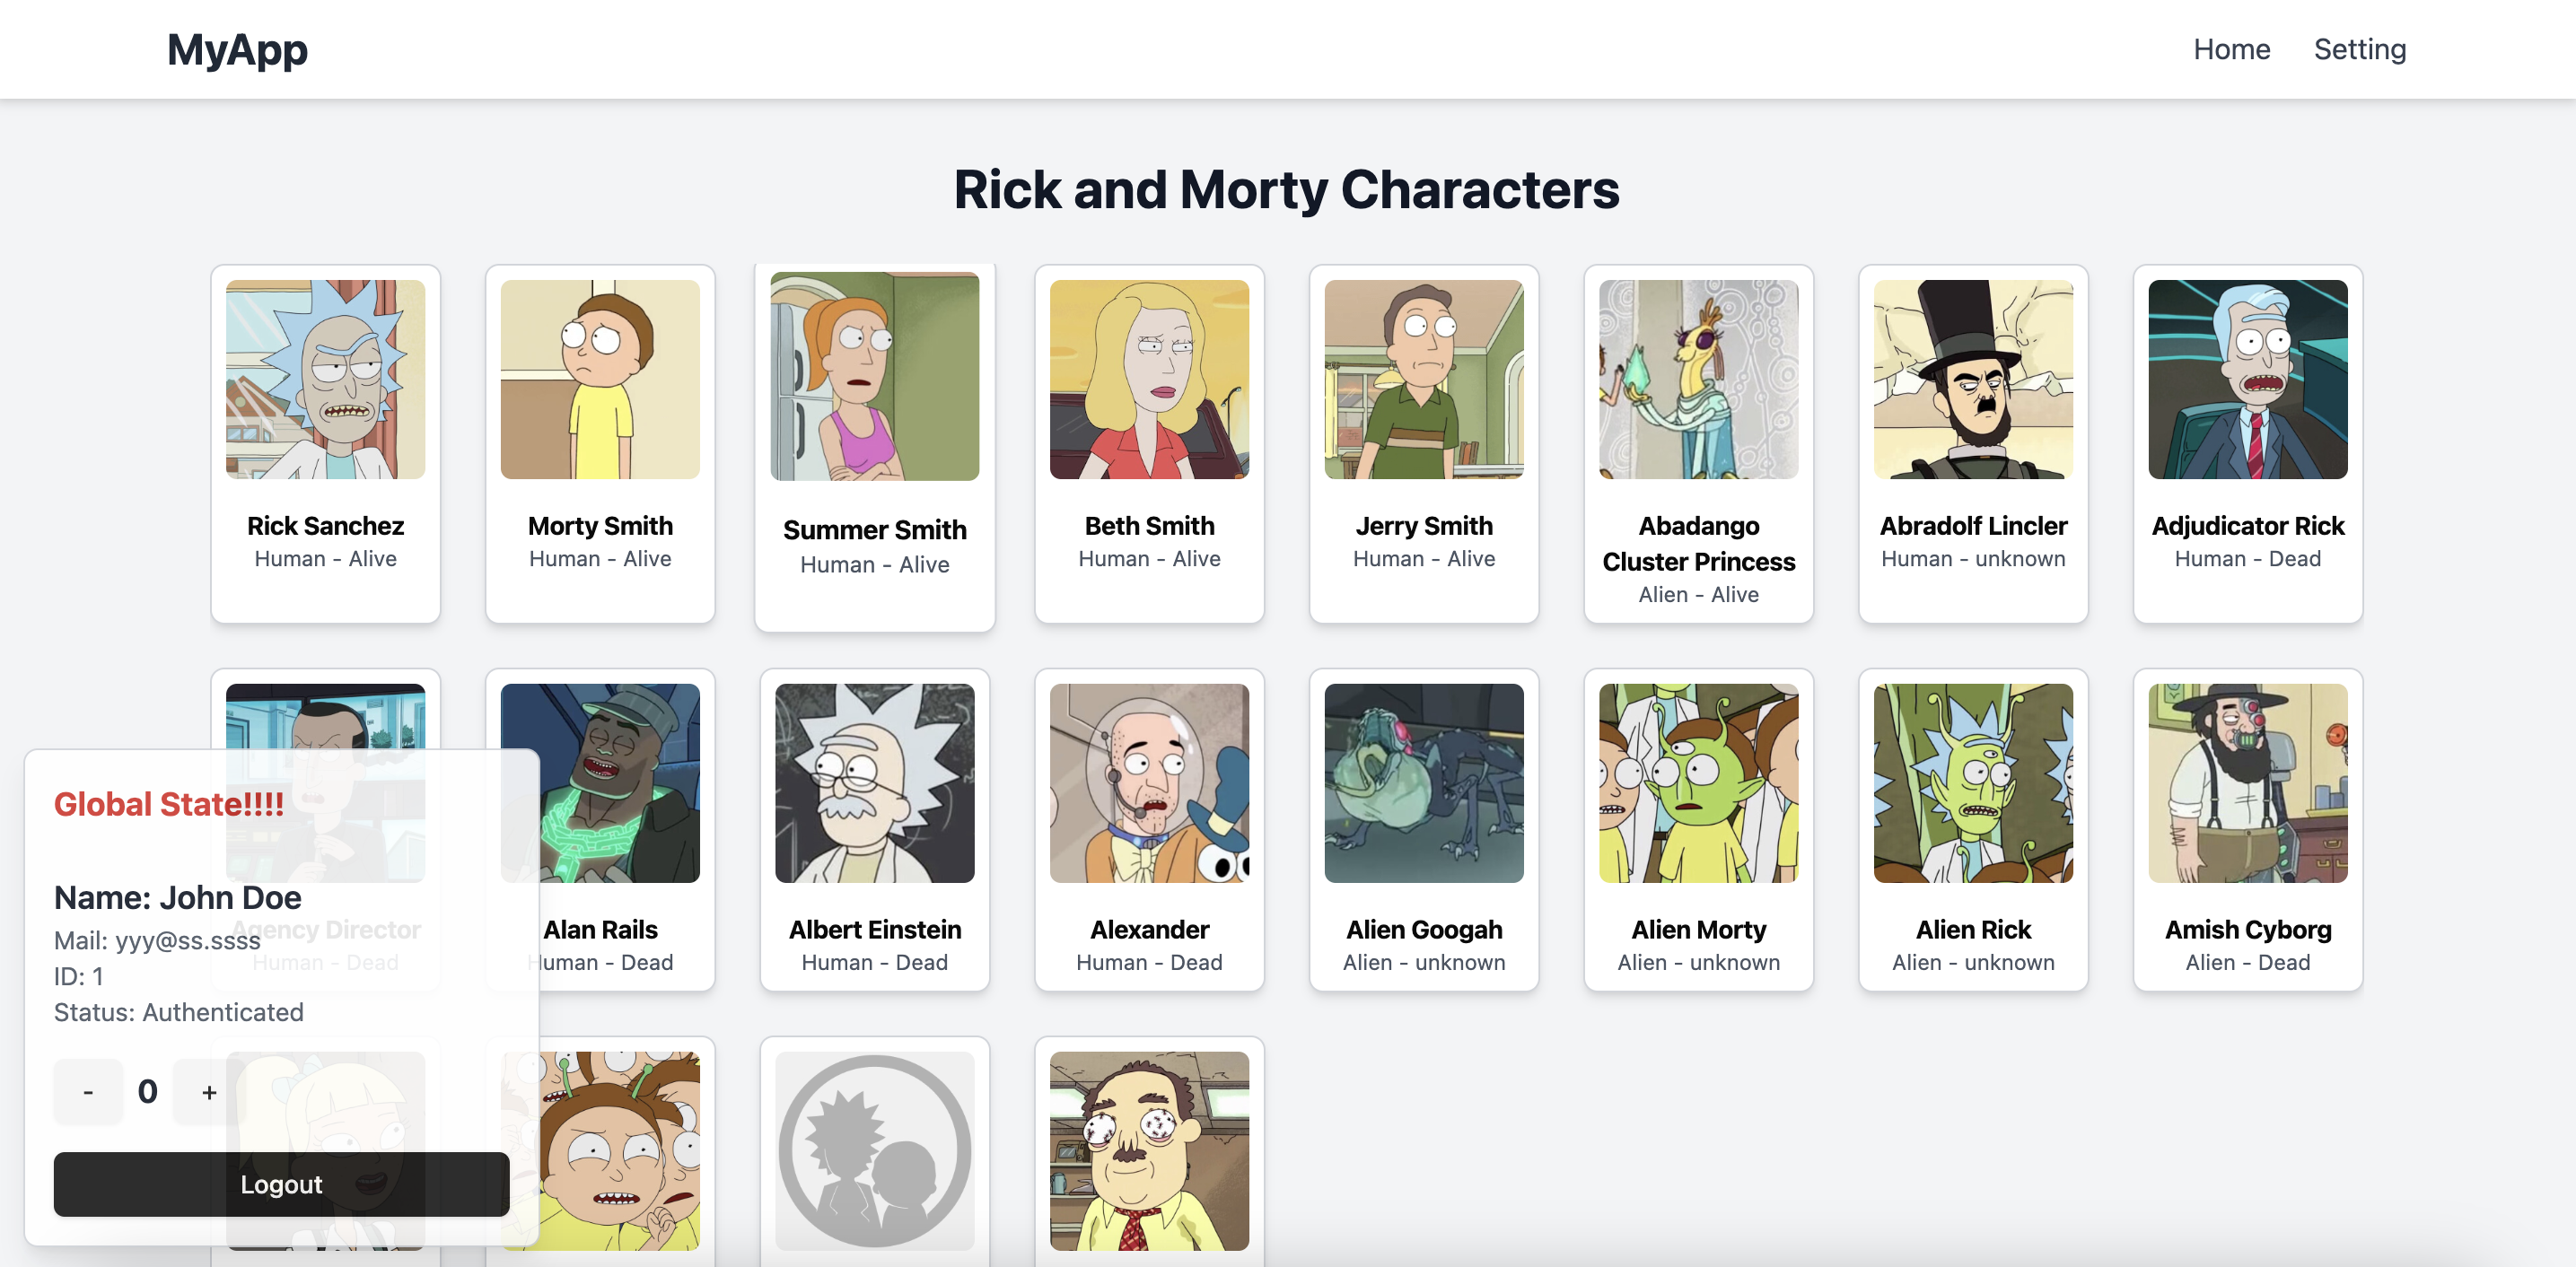 MyApp
Home
Setting
Rick and Morty Characters
Rick Sanchez
Human - Alive
Morty Smith
Human - Alive
Summer Smith
Human - Alive
Beth Smith
Human - Alive
Jerry Smith
Human - Alive
Abadango
Cluster Princess
Alien - Alive
Abradolf Lincler
Human - unknown
Adjudicator Rick
Human - Dead
Agency Director
Human - Dead
Alan Rails
Human - Dead
Albert Einstein
Human - Dead
Alexander
Human - Dead
Alien Googah
Alien - unknown
Alien Morty
Alien - unknown
Alien Rick
Alien - unknown
Amish Cyborg
Alien - Dead
Global State!!!!
Name: John Doe
Mail: yyy@ss.ssss
ID: 1
Status: Authenticated
- 0 +
Logout